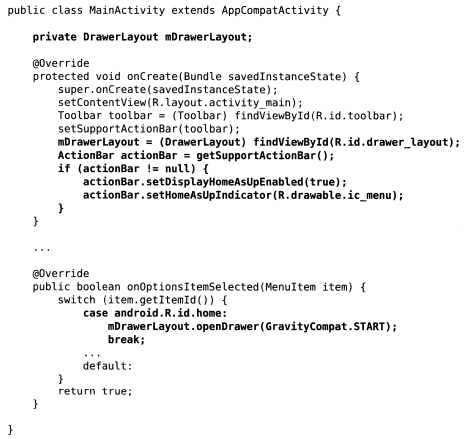 public class MainActivity extends AppCompatActivity {
private DrawerLayout mDrawerLayout;
@Override
protected void onCreate(Bundle savedInstanceState) {
super.onCreate(savedInstanceState);
setContentView(R.layout.activity_main);
Toolbar toolbar = (Toolbar) findViewById(R.id.toolbar);
setSupportActionBar(toolbar);
mDrawerLayout = (DrawerLayout) findViewById(R.id.drawer_layout);
ActionBar actionBar = getSupportActionBar();
if (actionBar != null) {
actionBar.setDisplayHomeAsUpEnabled(true);
actionBar.setHomeAsUpIndicator(R.drawable.ic_menu);
}
}
...
@Override
public boolean onOptionsItemSelected(MenuItem item) {
switch (item.getItemId()) {
case android.R.id.home:
mDrawerLayout.openDrawer(GravityCompat.START);
break;
...
default:
}
return true;
}
}